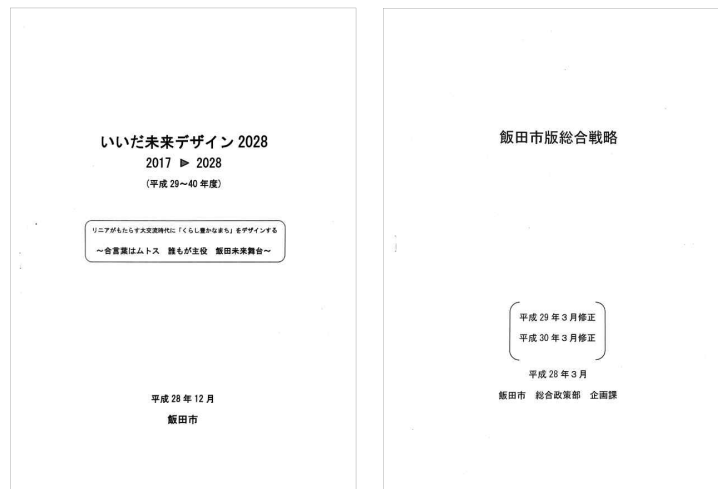 いいだ未来デザイン 2028
2017 ▶ 2028
(平成 29~40 年度)
リニアがもたらす大交流時代に「くらし豊かなまち」をデザインする
~合言葉はムトス 誰もが主役 飯田未来舞台~
平成 28 年 12 月
飯田市
飯田市版総合戦略
平成 29 年 3 月修正
平成 30 年 3 月修正
平成 28 年 3 月
飯田市 総合政策部 企画課